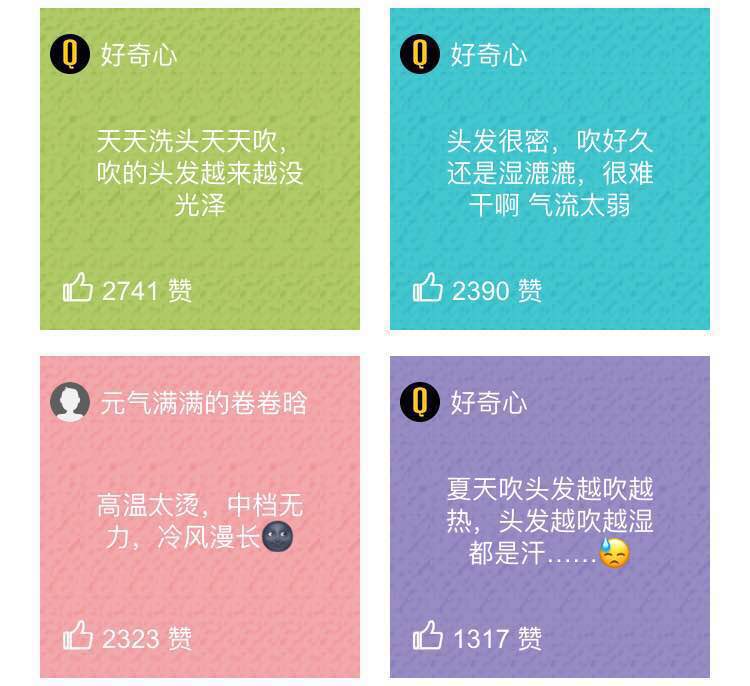 Q 好奇心
天天洗头天天吹，
吹的头发越来越没
光泽
2741 赞
Q 好奇心
头发很密，吹好久
还是湿漉漉，很难
干啊 气流太弱
2390 赞
元气满满的卷卷晗
高温太烫，中档无
力，冷风漫长🌚
2323 赞
Q 好奇心
夏天吹头发越吹越
热，头发越吹越湿
都是汗……😓
1317 赞